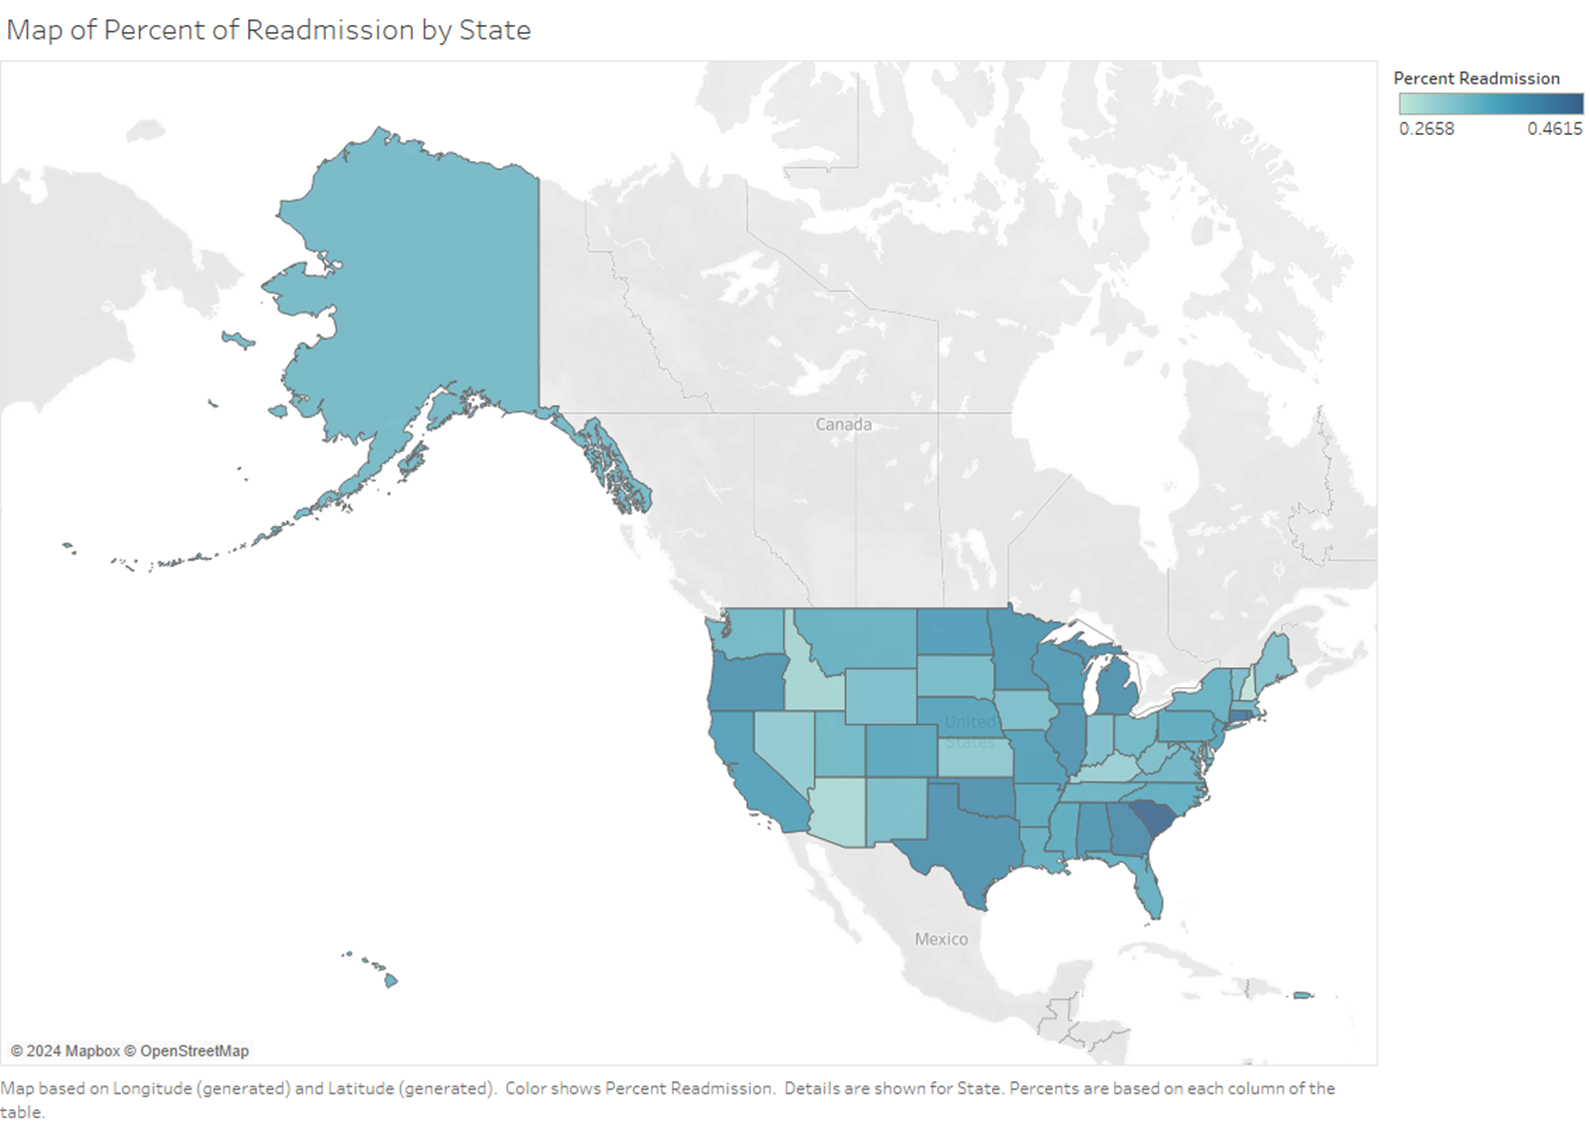 Map of Percent of Readmission by State
Percent Readmission
0.2658 0.4615
Canada
United
States
Mexico
© 2024 Mapbox © OpenStreetMap
Map based on Longitude (generated) and Latitude (generated).  Color shows Percent Readmission.  Details are shown for State. Percents are based on each column of the
table.